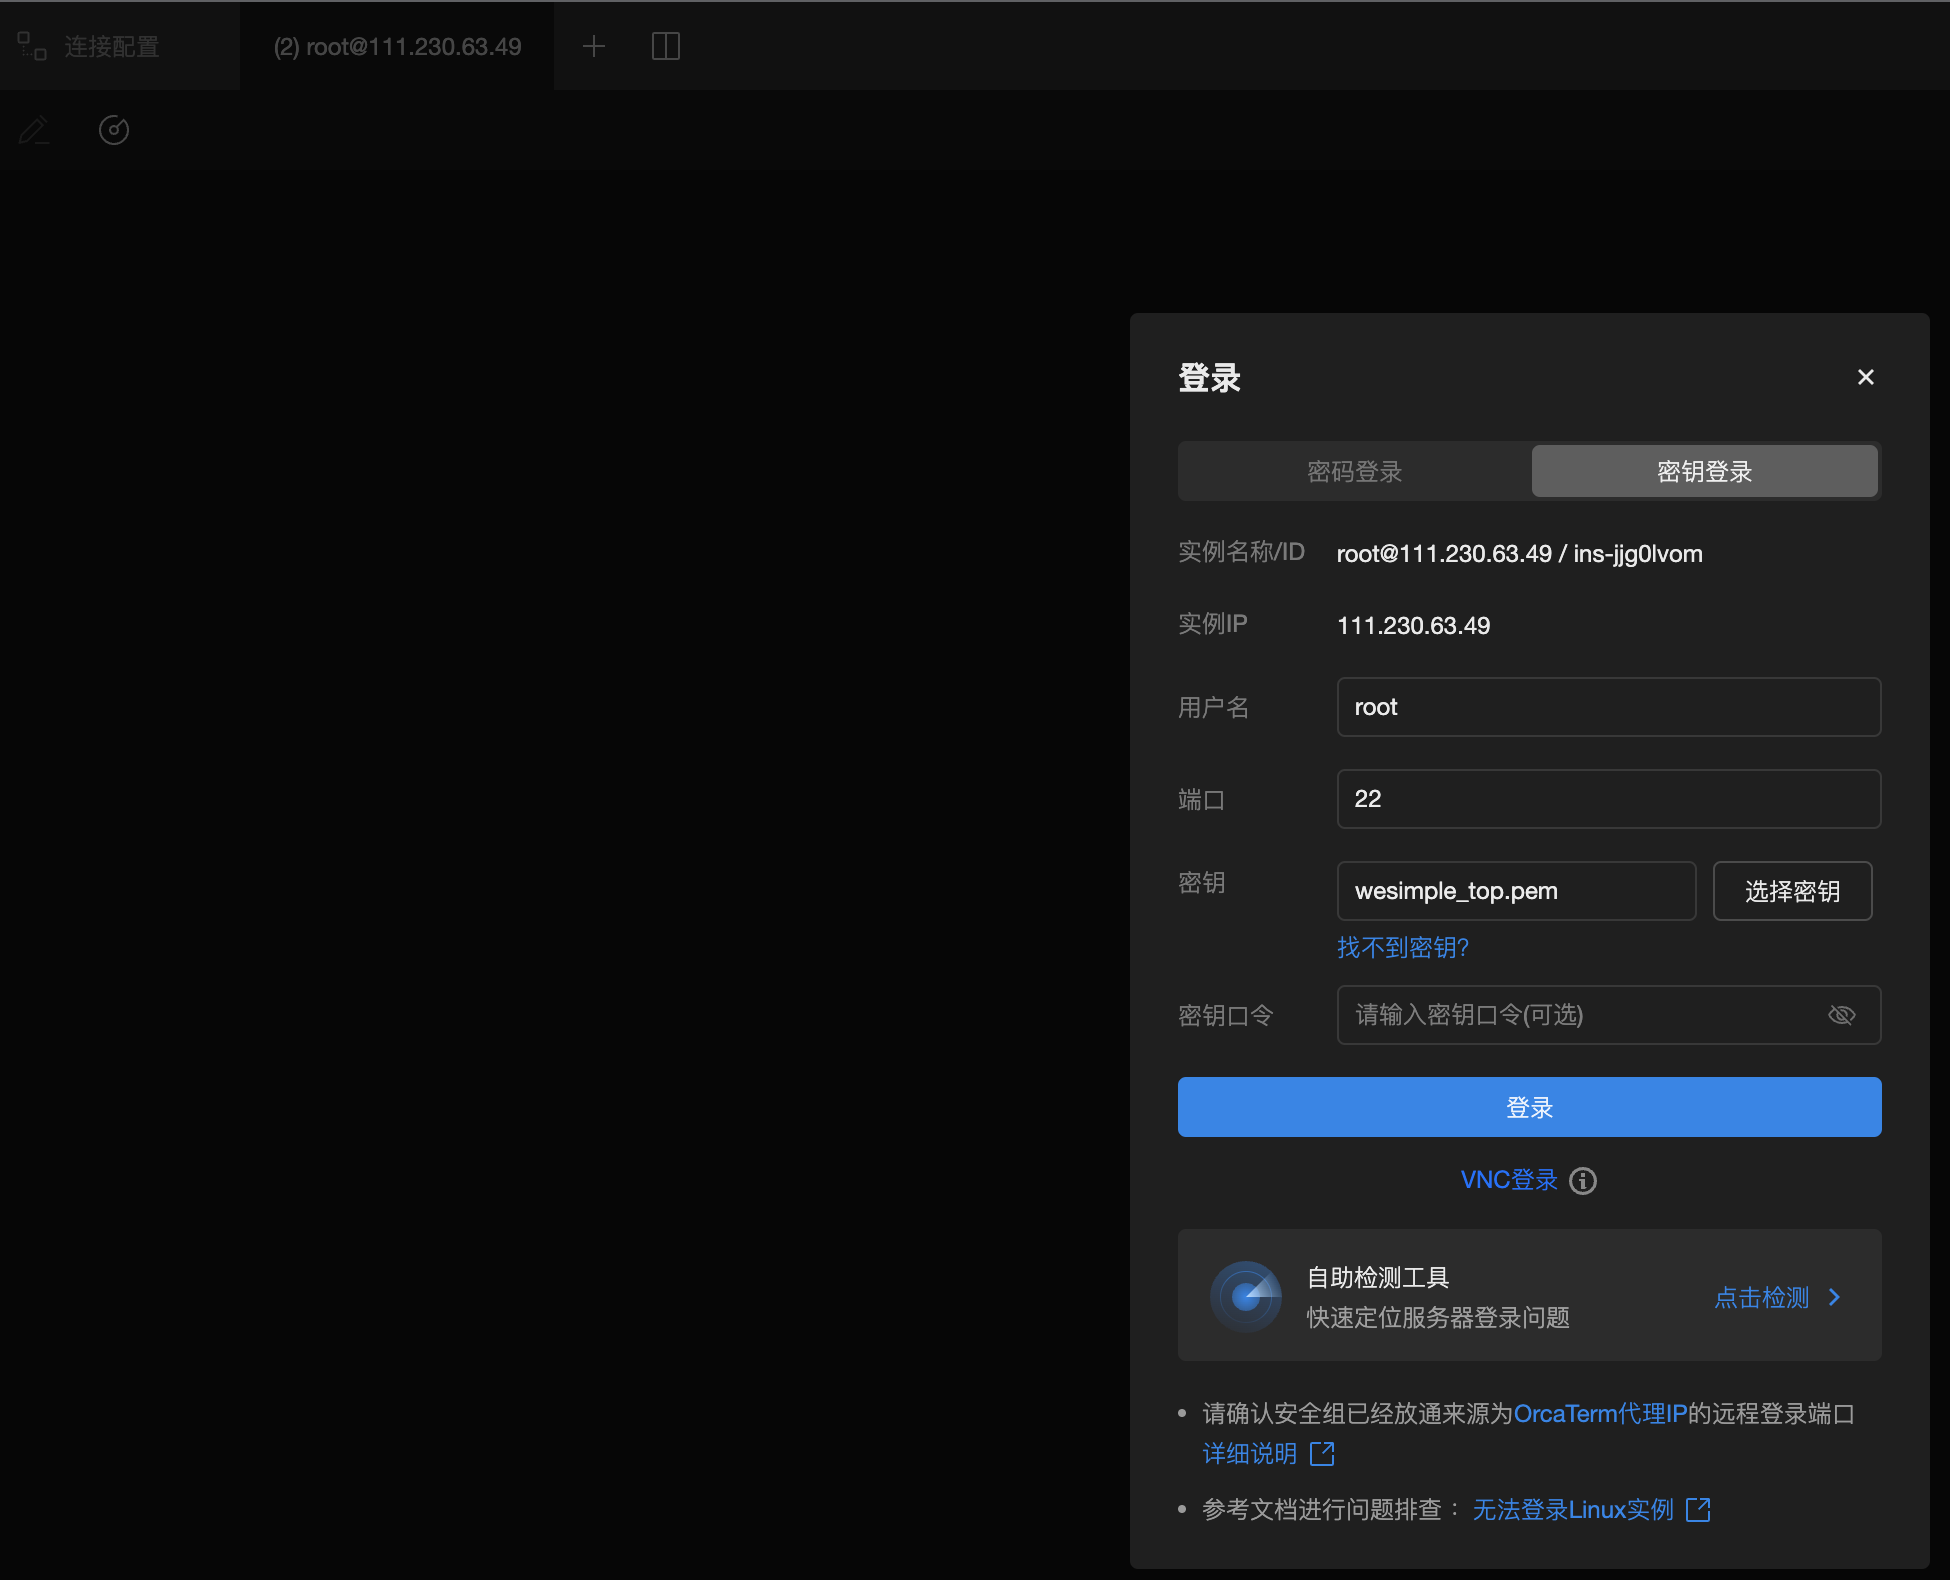 连接配置
(2) root@111.230.63.49
登录
密码登录
密钥登录
实例名称/ID
root@111.230.63.49 / ins-jjg0lvom
实例IP
111.230.63.49
用户名
root
端口
22
密钥
wesimple_top.pem
选择密钥
找不到密钥?
密钥口令
请输入密钥口令(可选)
登录
VNC登录
自助检测工具
快速定位服务器登录问题
点击检测
请确认安全组已经放通来源为OrcaTerm代理IP的远程登录端口
详细说明
参考文档进行问题排查：无法登录Linux实例